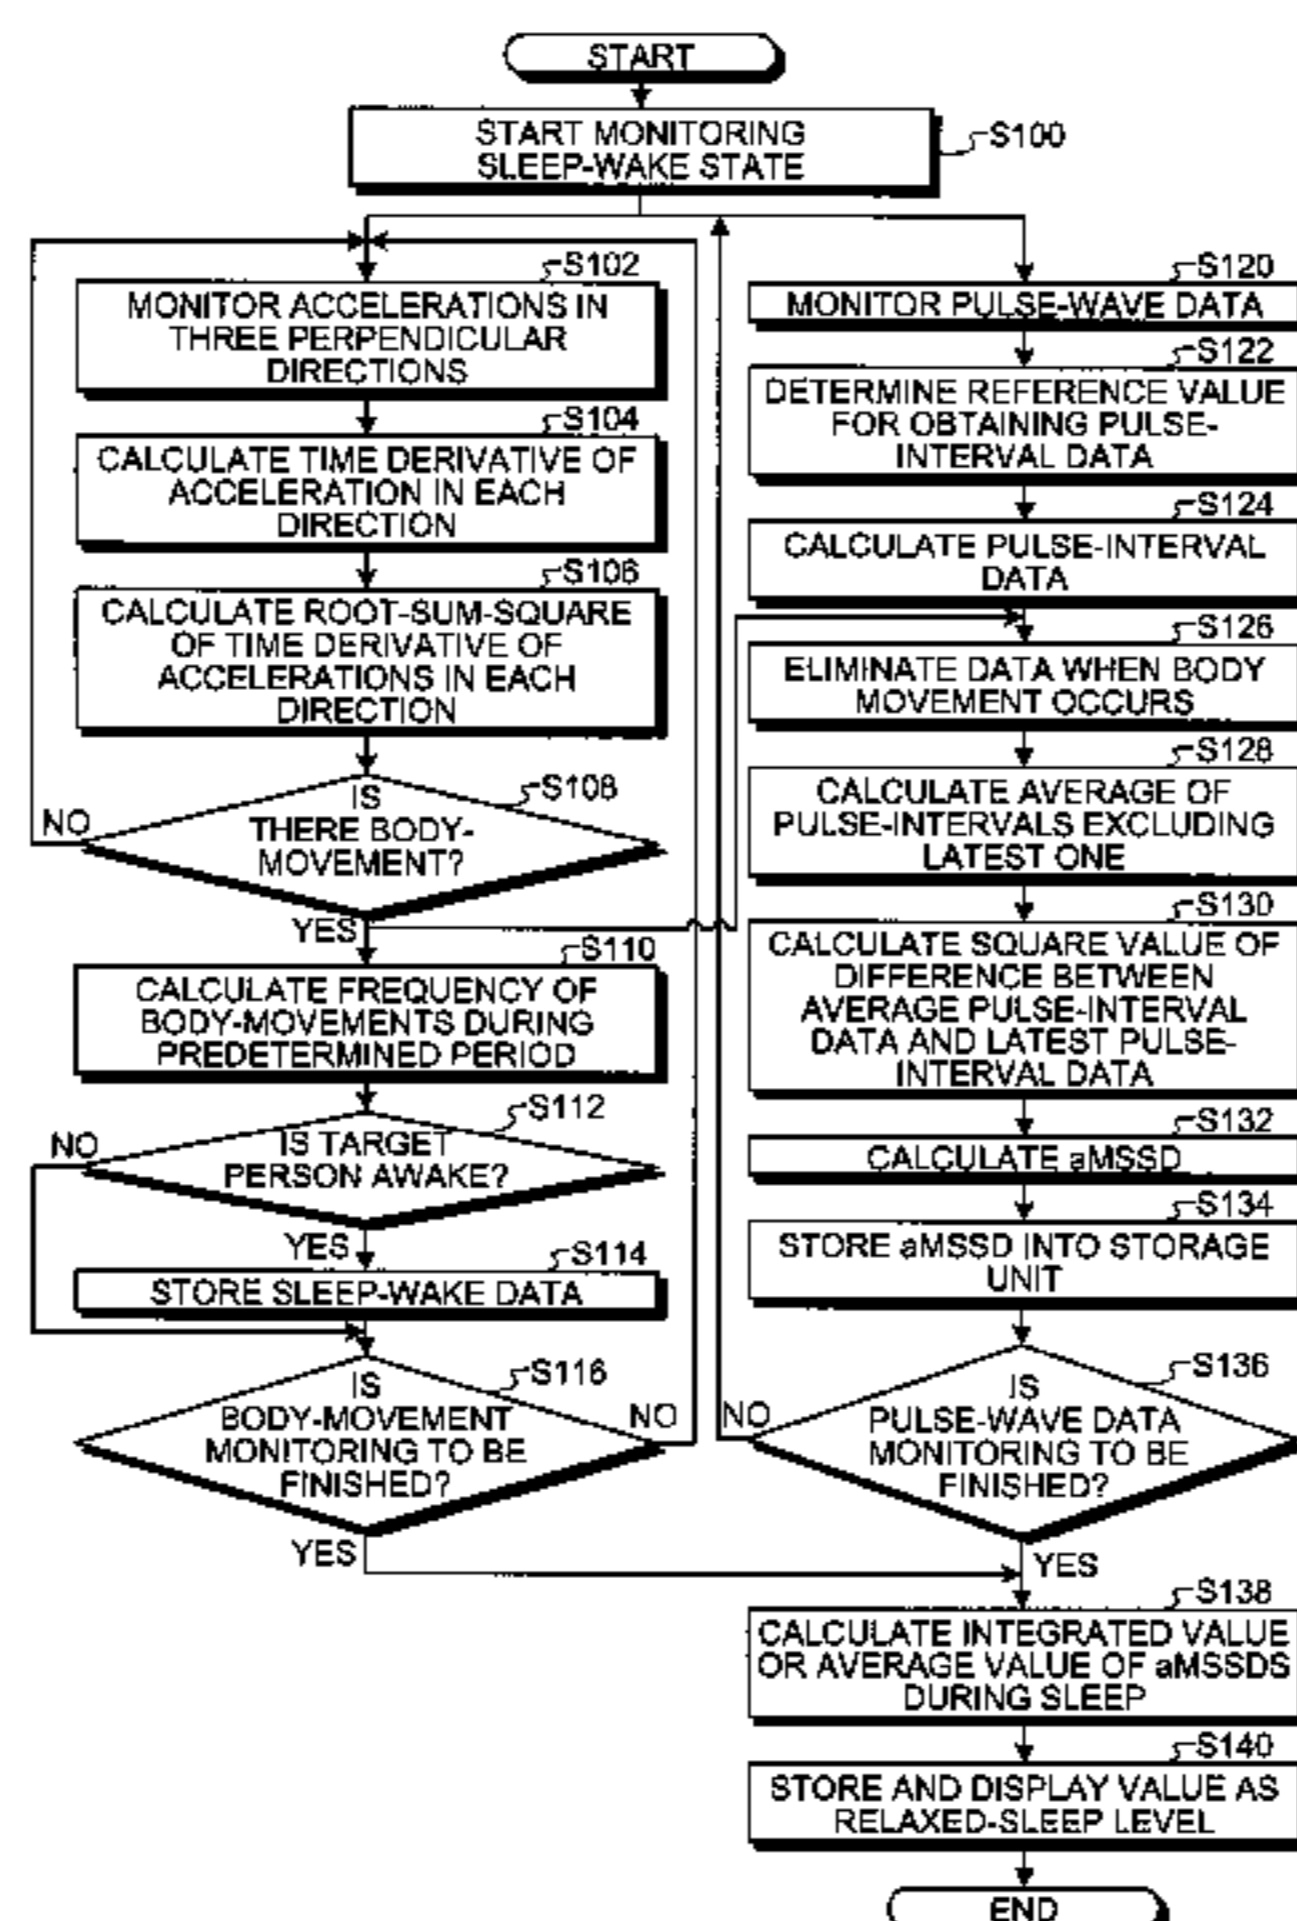 START
START MONITORING
SLEEP-WAKE STATE
S100
S102
MONITOR ACCELERATIONS IN
THREE PERPENDICULAR
DIRECTIONS
S104
CALCULATE TIME DERIVATIVE OF
ACCELERATION IN EACH
DIRECTION
S106
CALCULATE ROOT-SUM-SQUARE
OF TIME DERIVATIVE OF
ACCELERATIONS IN EACH
DIRECTION
S108
IS
THERE BODY-
MOVEMENT?
NO
YES
S110
CALCULATE FREQUENCY OF
BODY-MOVEMENTS DURING
PREDETERMINED PERIOD
S112
IS TARGET
PERSON AWAKE?
NO
YES
S114
STORE SLEEP-WAKE DATA
S116
IS
BODY-MOVEMENT
MONITORING TO BE
FINISHED?
NO
YES
S120
MONITOR PULSE-WAVE DATA
S122
DETERMINE REFERENCE VALUE
FOR OBTAINING PULSE-
INTERVAL DATA
S124
CALCULATE PULSE-INTERVAL
DATA
S126
ELIMINATE DATA WHEN BODY
MOVEMENT OCCURS
S128
CALCULATE AVERAGE OF
PULSE-INTERVALS EXCLUDING
LATEST ONE
S130
CALCULATE SQUARE VALUE OF
DIFFERENCE BETWEEN
AVERAGE PULSE-INTERVAL
DATA AND LATEST PULSE-
INTERVAL DATA
S132
CALCULATE aMSSD
S134
STORE aMSSD INTO STORAGE
UNIT
S136
IS
PULSE-WAVE DATA
MONITORING TO BE
FINISHED?
NO
YES
S138
CALCULATE INTEGRATED VALUE
OR AVERAGE VALUE OF aMSSDS
DURING SLEEP
S140
STORE AND DISPLAY VALUE AS
RELAXED-SLEEP LEVEL
END